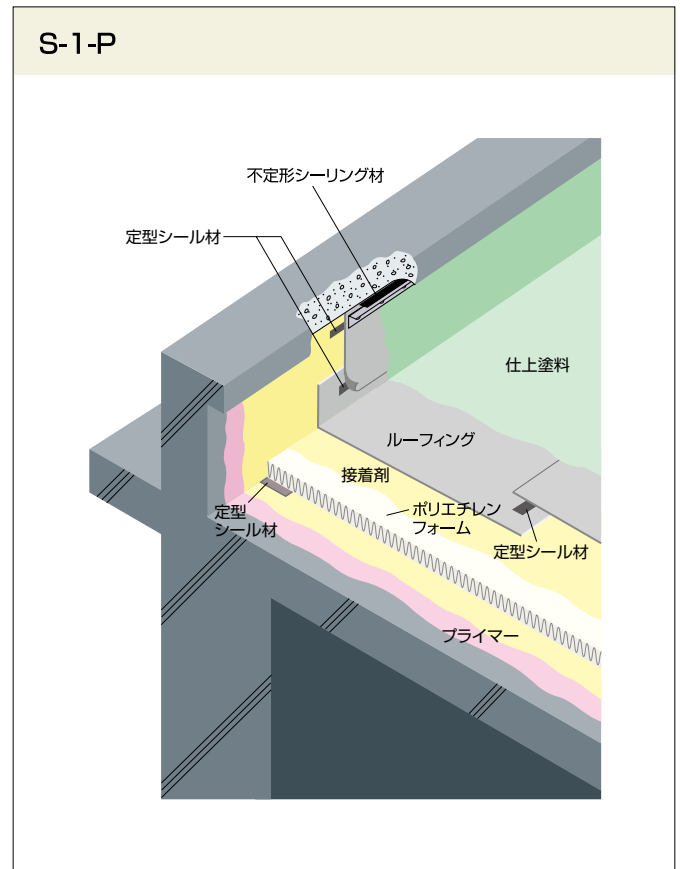 S-1-P
不定形シーリング材
定型シール材
仕上塗料
ルーフィング
接着剤
ポリエチレン
フォーム
定型
シール材
定型シール材
プライマー